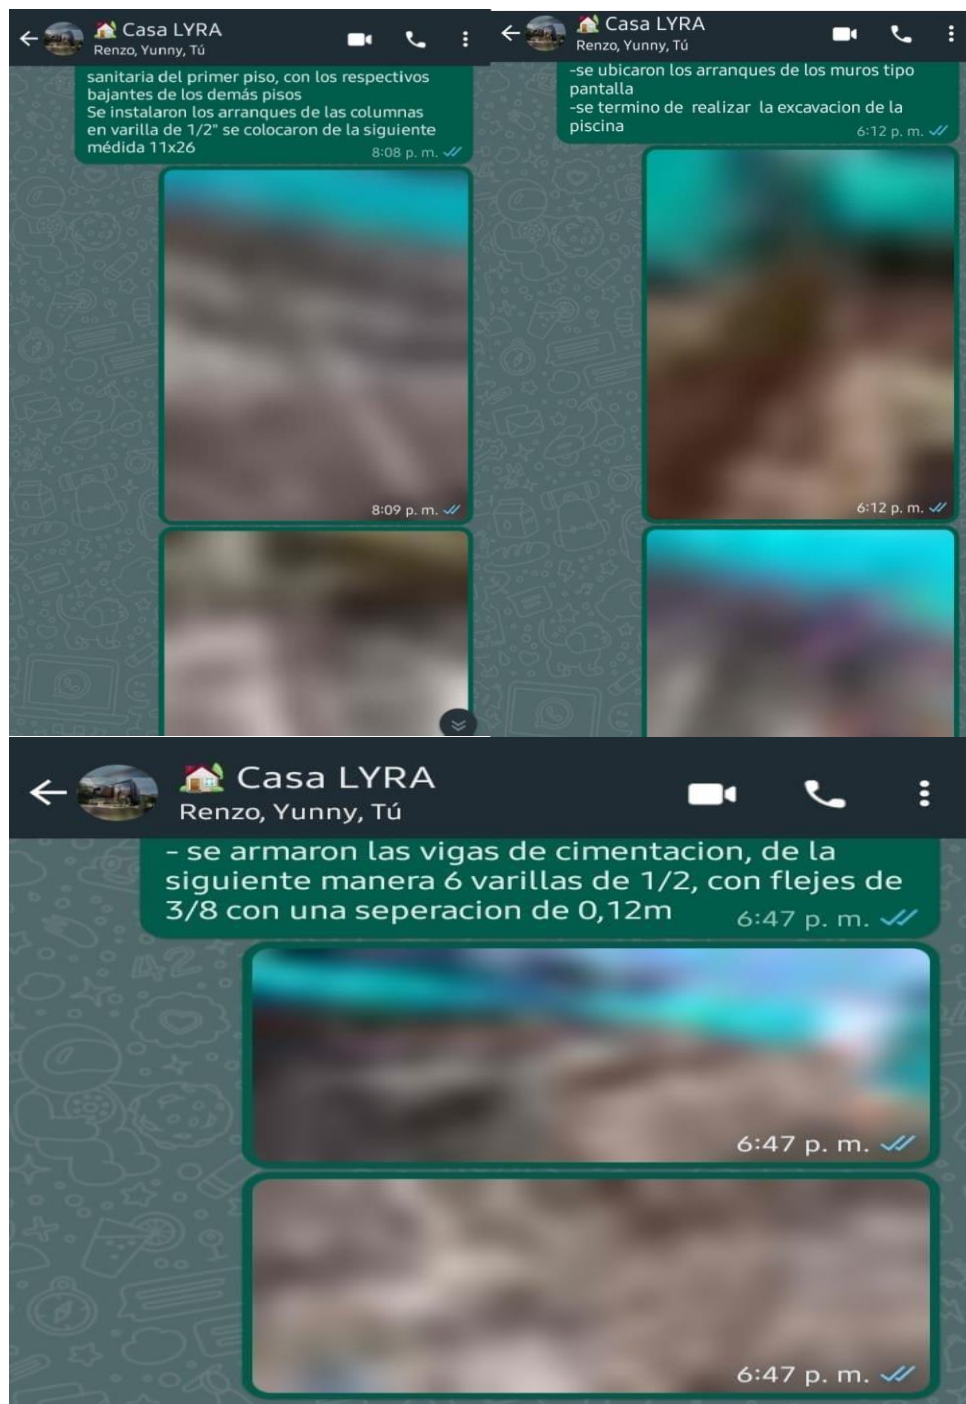 Casa LYRA
Renzo, Yunny, Tú
sanitaria del primer piso, con los respectivos
bajantes de los demás pisos
Se instalaron los arranques de las columnas
en varilla de 1/2" se colocaron de la siguiente
médida 11x26
8:08 p. m.
8:09 p. m.
Casa LYRA
Renzo, Yunny, Tú
-se ubicaron los arranques de los muros tipo
pantalla
-se termino de realizar la excavacion de la
piscina
6:12 p. m.
6:12 p. m.
Casa LYRA
Renzo, Yunny, Tú
- se armaron las vigas de cimentacion, de la
siguiente manera 6 varillas de 1/2, con flejes de
3/8 con una seperacion de 0,12m
6:47 p. m.
6:47 p. m.
6:47 p. m.